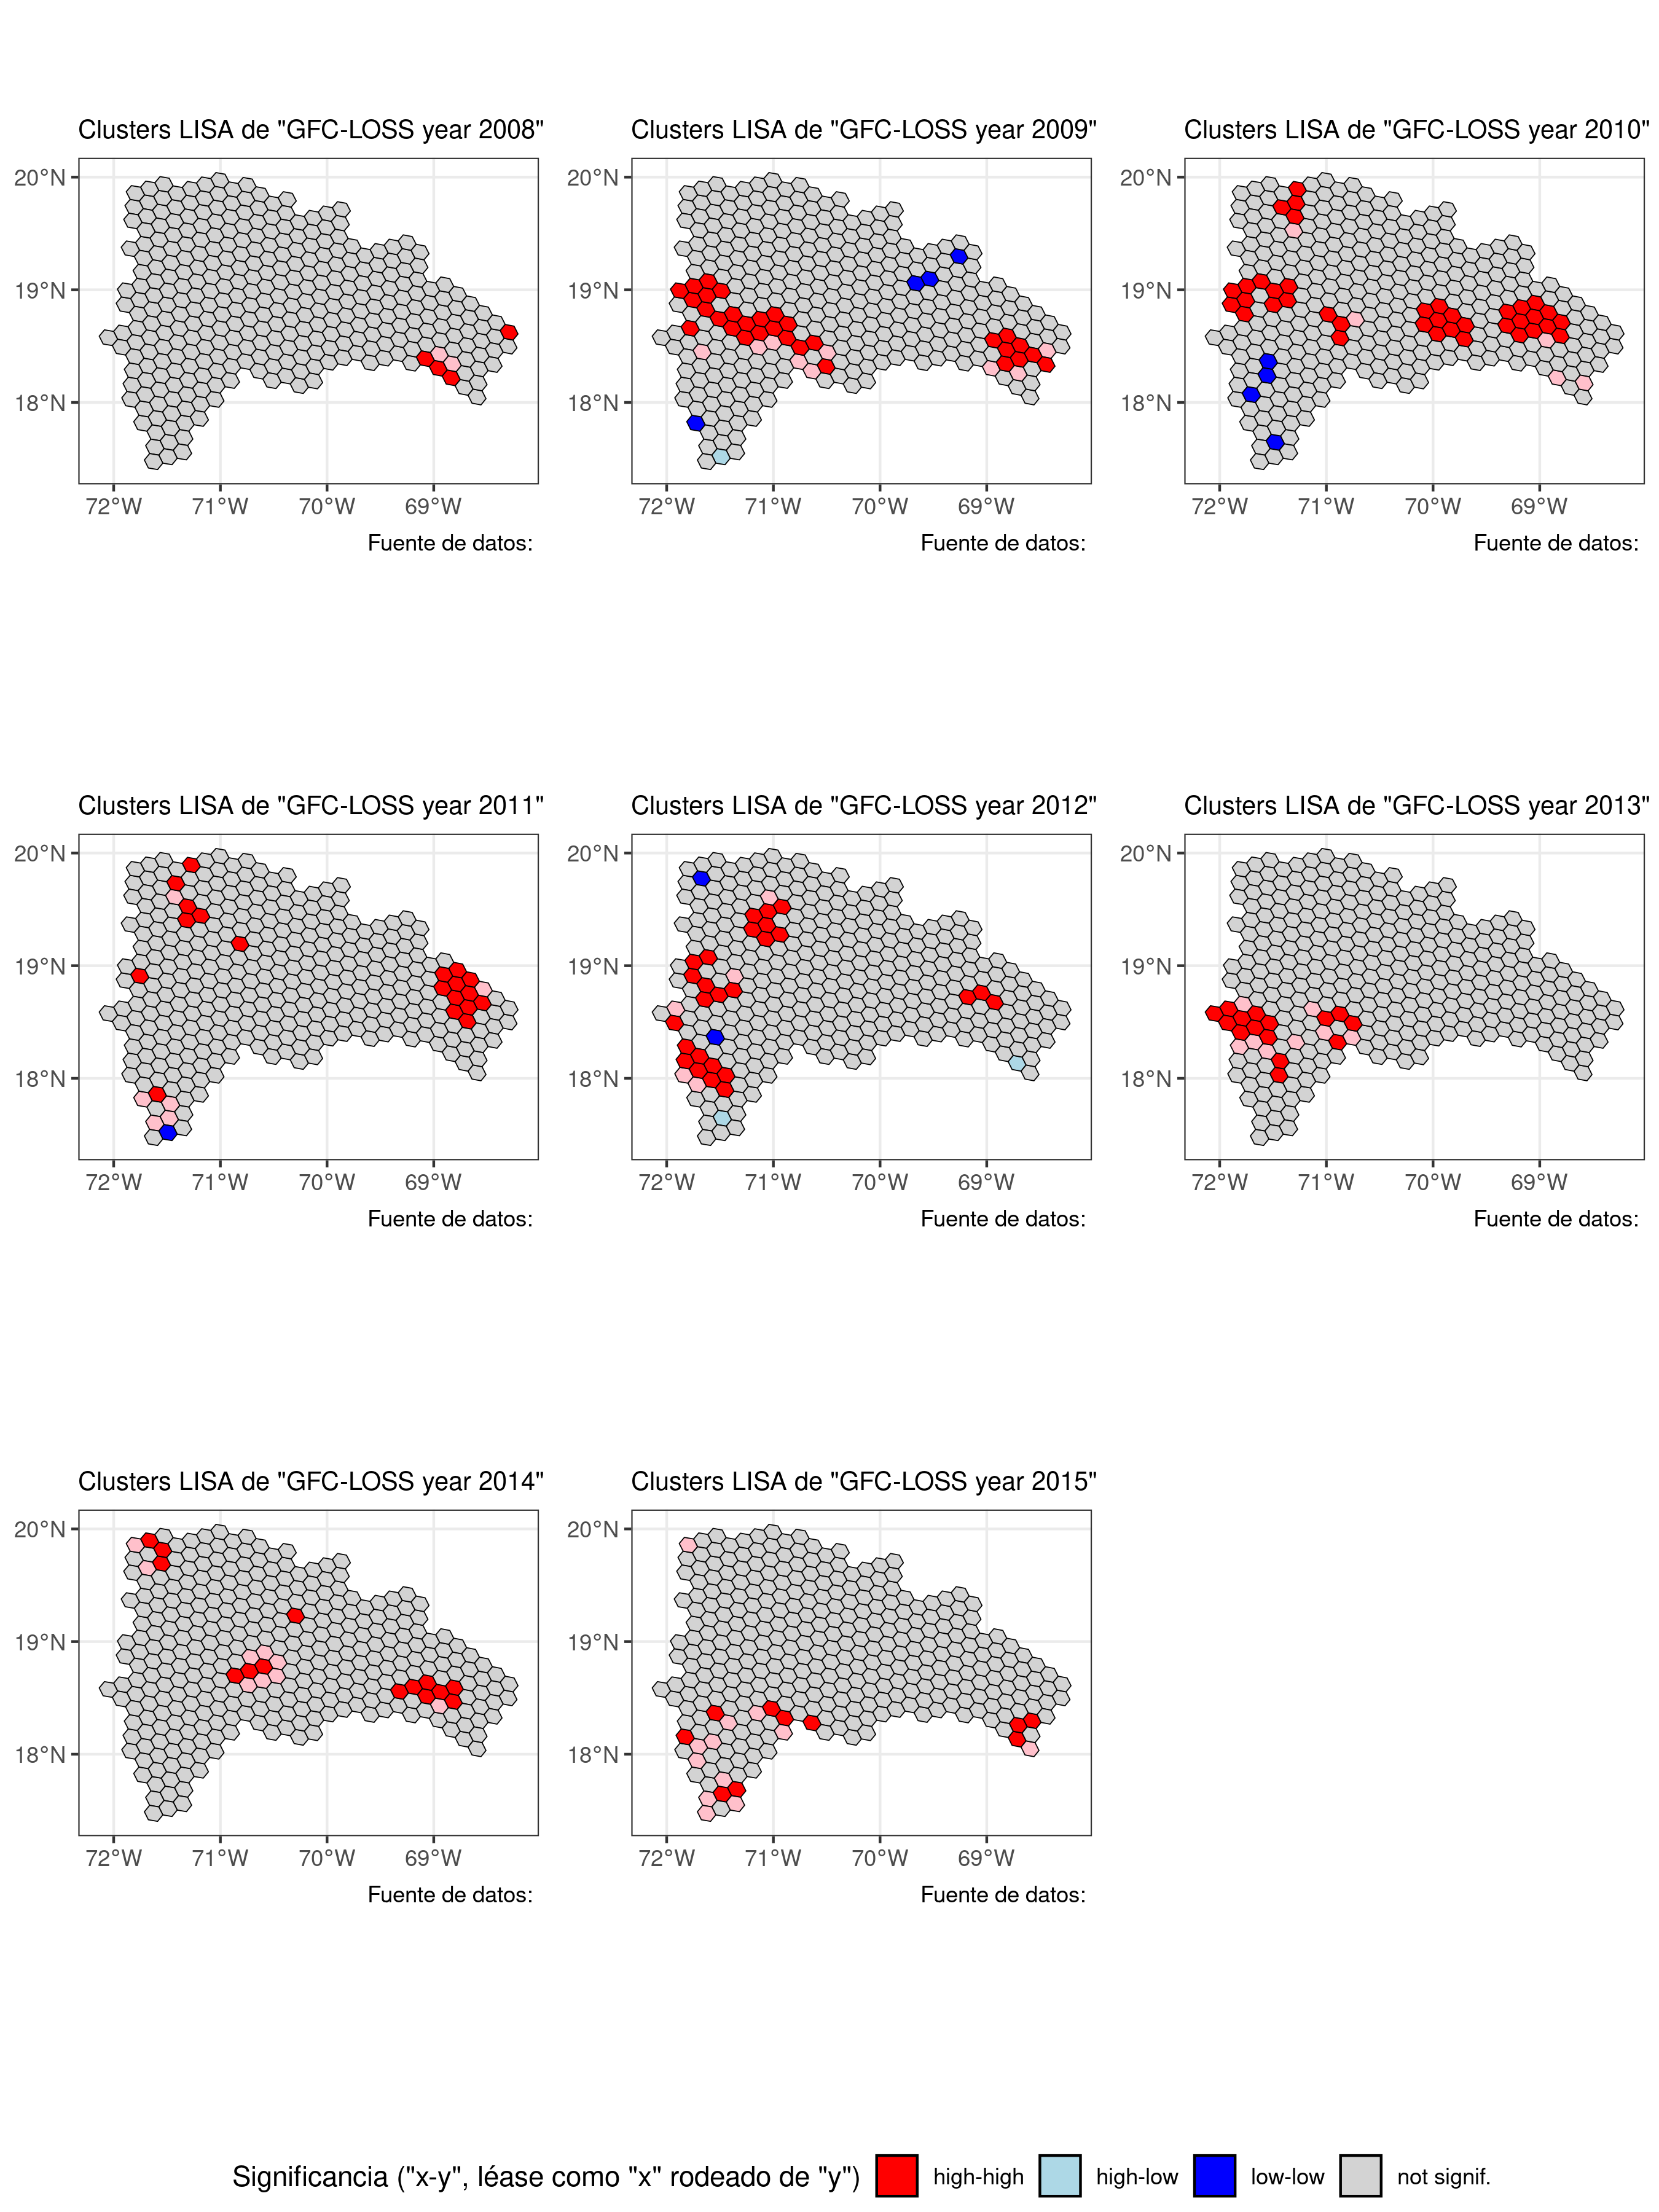 Clusters LISA de "GFC-LOSS year 2008"
Clusters LISA de "GFC-LOSS year 2009"
Clusters LISA de "GFC-LOSS year 2010"
20°N
19°N
18°N
72°W 71°W 70°W 69°W
Fuente de datos:
20°N
19°N
18°N
72°W 71°W 70°W 69°W
Fuente de datos:
20°N
19°N
18°N
72°W 71°W 70°W 69°W
Fuente de datos:
Clusters LISA de "GFC-LOSS year 2011"
Clusters LISA de "GFC-LOSS year 2012"
Clusters LISA de "GFC-LOSS year 2013"
20°N
19°N
18°N
72°W 71°W 70°W 69°W
Fuente de datos:
20°N
19°N
18°N
72°W 71°W 70°W 69°W
Fuente de datos:
20°N
19°N
18°N
72°W 71°W 70°W 69°W
Fuente de datos:
Clusters LISA de "GFC-LOSS year 2014"
Clusters LISA de "GFC-LOSS year 2015"
20°N
19°N
18°N
72°W 71°W 70°W 69°W
Fuente de datos:
20°N
19°N
18°N
72°W 71°W 70°W 69°W
Fuente de datos:
Significancia ("x-y", léase como "x" rodeado de "y") high-high high-low low-low not signif.